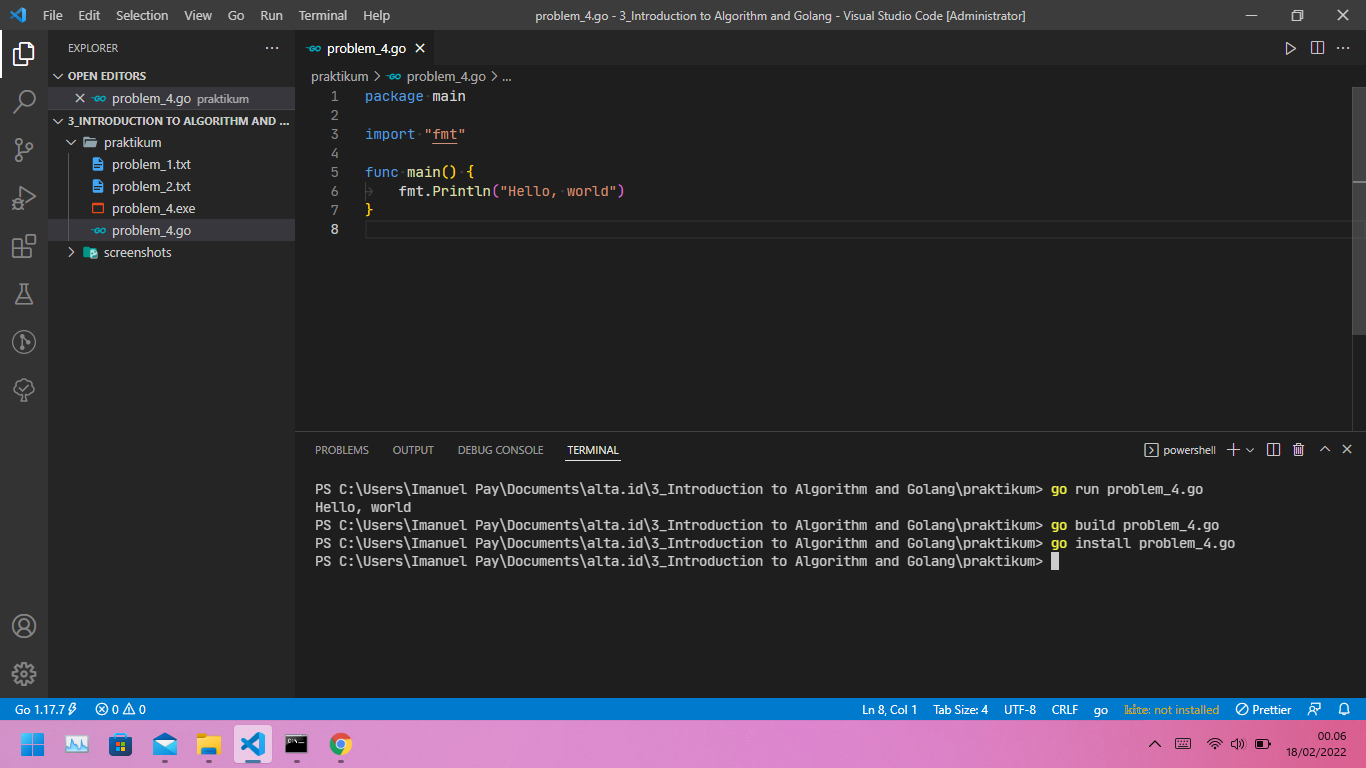 File Edit Selection View Go Run Terminal Help
problem_4.go - 3_Introduction to Algorithm and Golang - Visual Studio Code [Administrator]
EXPLORER
OPEN EDITORS
problem_4.go praktikum
3_INTRODUCTION TO ALGORITHM AND ...
praktikum
problem_1.txt
problem_2.txt
problem_4.exe
problem_4.go
screenshots
problem_4.go
praktikum > problem_4.go > ...
1 package main
2
3 import "fmt"
4
5 func main() {
6 fmt.Println("Hello, world")
7 }
8
PROBLEMS OUTPUT DEBUG CONSOLE TERMINAL
powershell
PS C:\Users\Imanuel Pay\Documents\alta.id\3_Introduction to Algorithm and Golang\praktikum> go run problem_4.go
Hello, world
PS C:\Users\Imanuel Pay\Documents\alta.id\3_Introduction to Algorithm and Golang\praktikum> go build problem_4.go
PS C:\Users\Imanuel Pay\Documents\alta.id\3_Introduction to Algorithm and Golang\praktikum> go install problem_4.go
PS C:\Users\Imanuel Pay\Documents\alta.id\3_Introduction to Algorithm and Golang\praktikum>
Go 1.17.7 0 0 Ln 8, Col 1 Tab Size: 4 UTF-8 CRLF go kite: not installed Prettier
00.06
18/02/2022